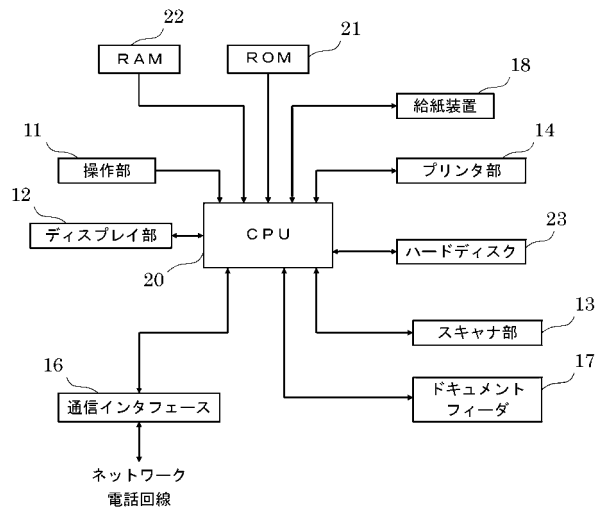 22
21
RAM
ROM
18
給紙装置
11
14
操作部
プリンタ部
12
ディスプレイ部
CPU
23
ハードディスク
20
13
スキャナ部
16
17
通信インタフェース
ドキュメント
フィーダ
ネットワーク
電話回線